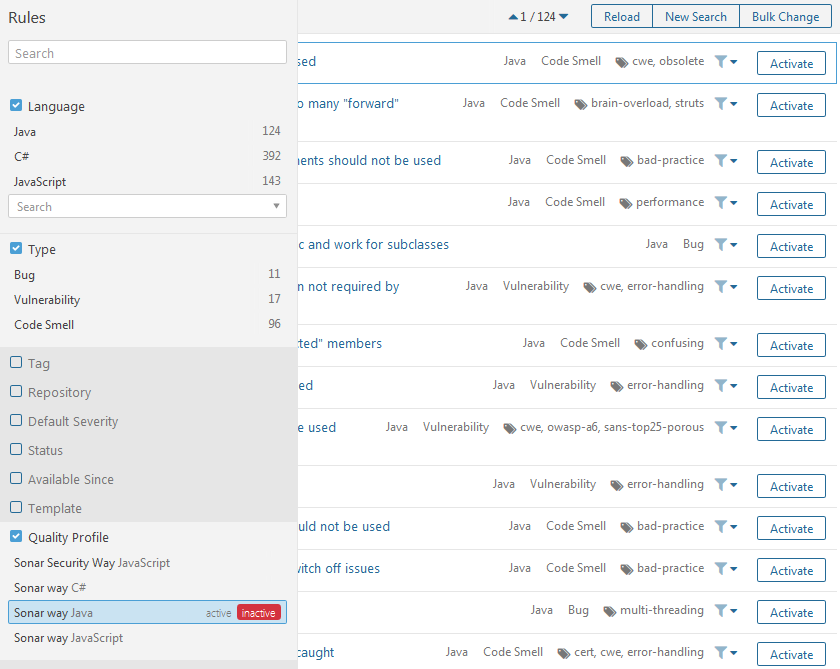 Rules
Search
Language
Java 124
C# 392
JavaScript 143
Search
Type
Bug 11
Vulnerability 17
Code Smell 96
Tag
Repository
Default Severity
Status
Available Since
Template
Quality Profile
Sonar Security Way JavaScript
Sonar way C#
Sonar way Java active inactive
Sonar way JavaScript
1 / 124 Reload New Search Bulk Change
sed Java Code Smell cwe, obsolete Activate
o many "forward" Java Code Smell brain-overload, struts Activate
nents should not be used Java Code Smell bad-practice Activate
Java Code Smell performance Activate
c and work for subclasses Java Bug Activate
n not required by Java Vulnerability cwe, error-handling Activate
ted" members Java Code Smell confusing Activate
ed Java Vulnerability error-handling Activate
e used Java Vulnerability cwe, owasp-a6, sans-top25-porous Activate
Java Vulnerability error-handling Activate
uld not be used Java Code Smell bad-practice Activate
witch off issues Java Code Smell bad-practice Activate
Java Bug multi-threading Activate
caught Java Code Smell cert, cwe, error-handling Activate